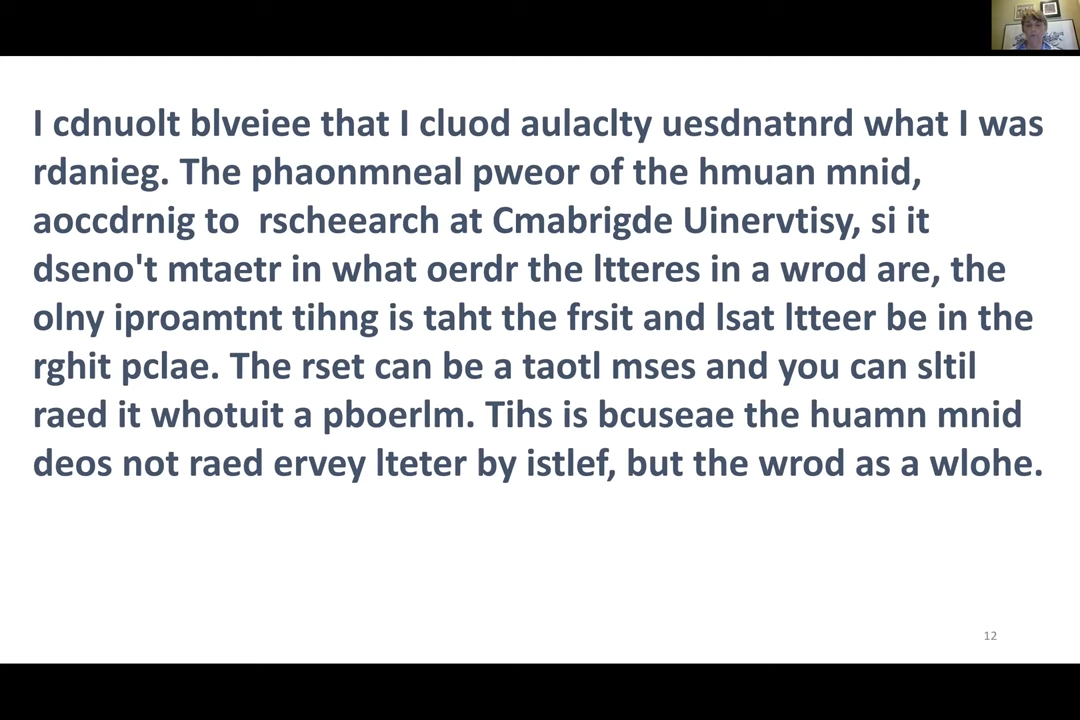 I cdnuolt blveiee that I cluod aulaclty uesdnatnrd what I was
rdanieg. The phaonmneal pweor of the hmuan mnid,
aoccdrnig to  rscheearch at Cmabrigde Uinervtisy, si it
dseno't mtaetr in what oerdr the ltteres in a wrod are, the
olny iproamtnt tihng is taht the frsit and lsat ltteer be in the
rghit pclae. The rset can be a taotl mses and you can sltil
raed it whotuit a pboerlm. Tihs is bcuseae the huamn mnid
deos not raed ervey lteter by istlef, but the wrod as a wlohe.
12